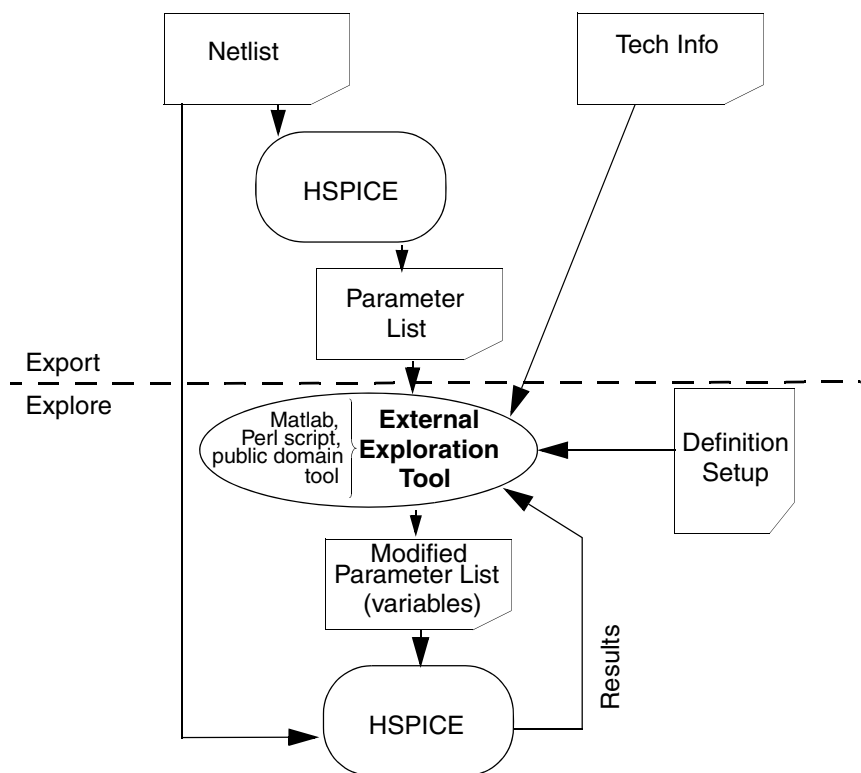 Netlist
Tech Info
HSPICE
Parameter
List
Export
Explore
Matlab,
Perl script,
public domain
tool
External
Exploration
Tool
Definition
Setup
Modified
Parameter List
(variables)
Results
HSPICE